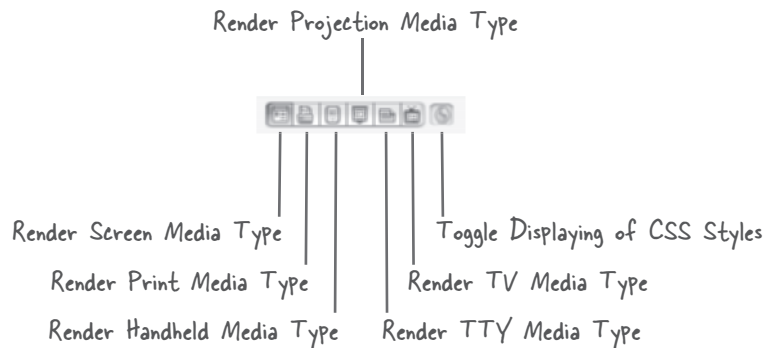 Render Projection Media Type
Render Screen Media Type
Toggle Displaying of CSS Styles
Render Print Media Type
Render TV Media Type
Render Handheld Media Type
Render TTY Media Type